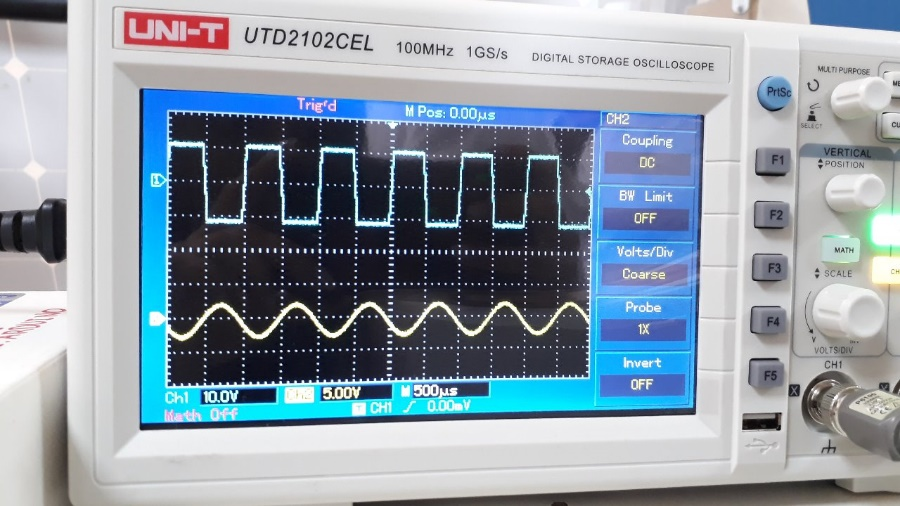 UNI-T UTD2102CEL 100MHz 1GS/s DIGITAL STORAGE OSCILLOSCOPE
MULTI PURPOSE
PrtSc
SELECT
Trig'd M Pos: 0.00μs CH2
Coupling
DC
F1
VERTICAL
POSITION
BW Limit
OFF
F2
MATH
Volts/Div
Coarse
F3
SCALE
Probe
1X
F4
VOLTS/DIV
Invert
OFF
F5
CH1
Ch1 10.0V CH2 5.00V M 500μs
Math Off CH1 0.00mV